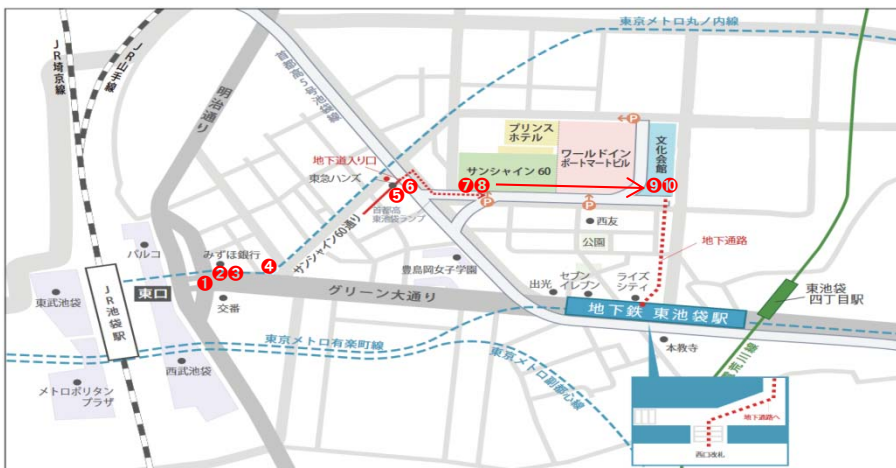 東京メトロ丸ノ内線
JR埼京線
JR山手線
明治通り
首都高5号池袋線
プリンス
ホテル
ワールドイン
ポートマートビル
文化会館
サンシャイン 60
地下道入り口
東急ハンズ
❺ ❻
❼ ❽
❾ ❿
首都高
東池袋ランプ
サンシャイン60通り
西友
公園
地下通路
パルコ
みずほ銀行
❶ ❷ ❸ ❹
豊島岡女子学園
出光
セブン
イレブン
ライズ
シティ
東池袋
四丁目駅
東武池袋
JR池袋駅
東口
交番
グリーン大通り
地下鉄 東池袋駅
東京メトロ有楽町線
西武池袋
メトロポリタン
プラザ
東京メトロ副都心線
本教寺
荒川線
地下通路へ
西口改札
P
P
P